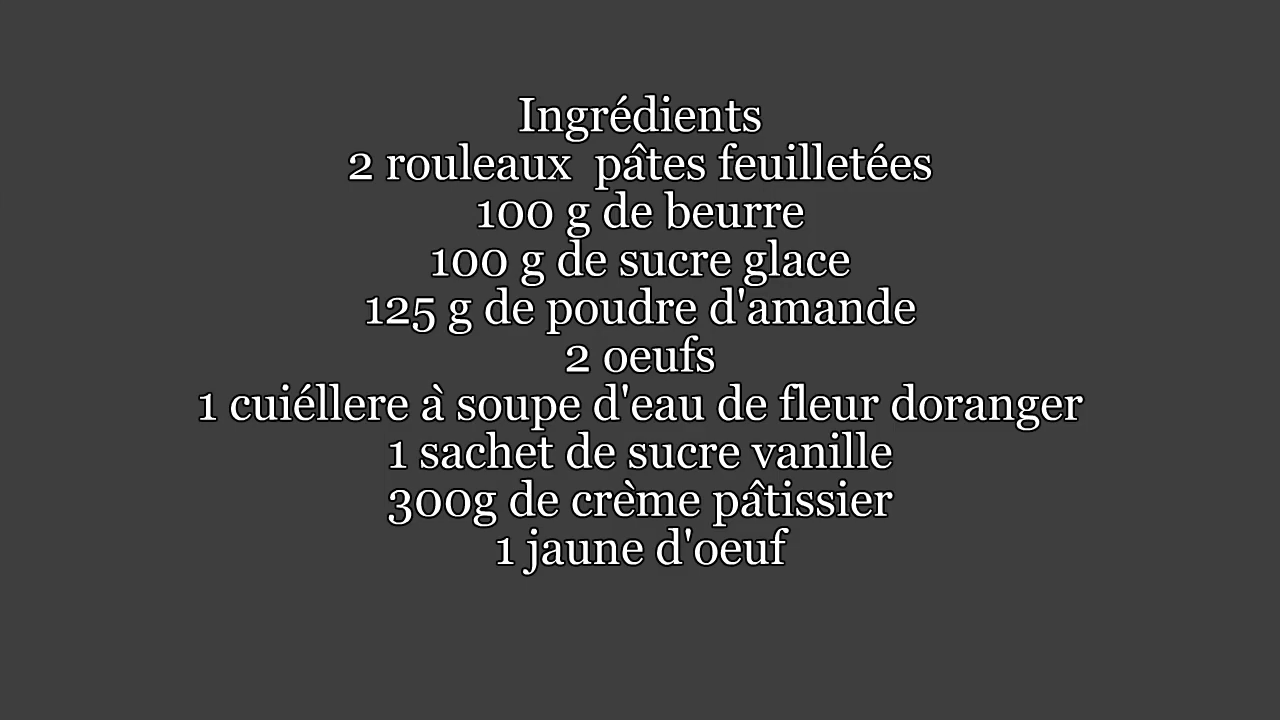 Ingrédients
2 rouleaux  pâtes feuilletées
100 g de beurre
100 g de sucre glace
125 g de poudre d'amande
2 oeufs
1 cuiéllere à soupe d'eau de fleur doranger
1 sachet de sucre vanille
300g de crème pâtissier
1 jaune d'oeuf